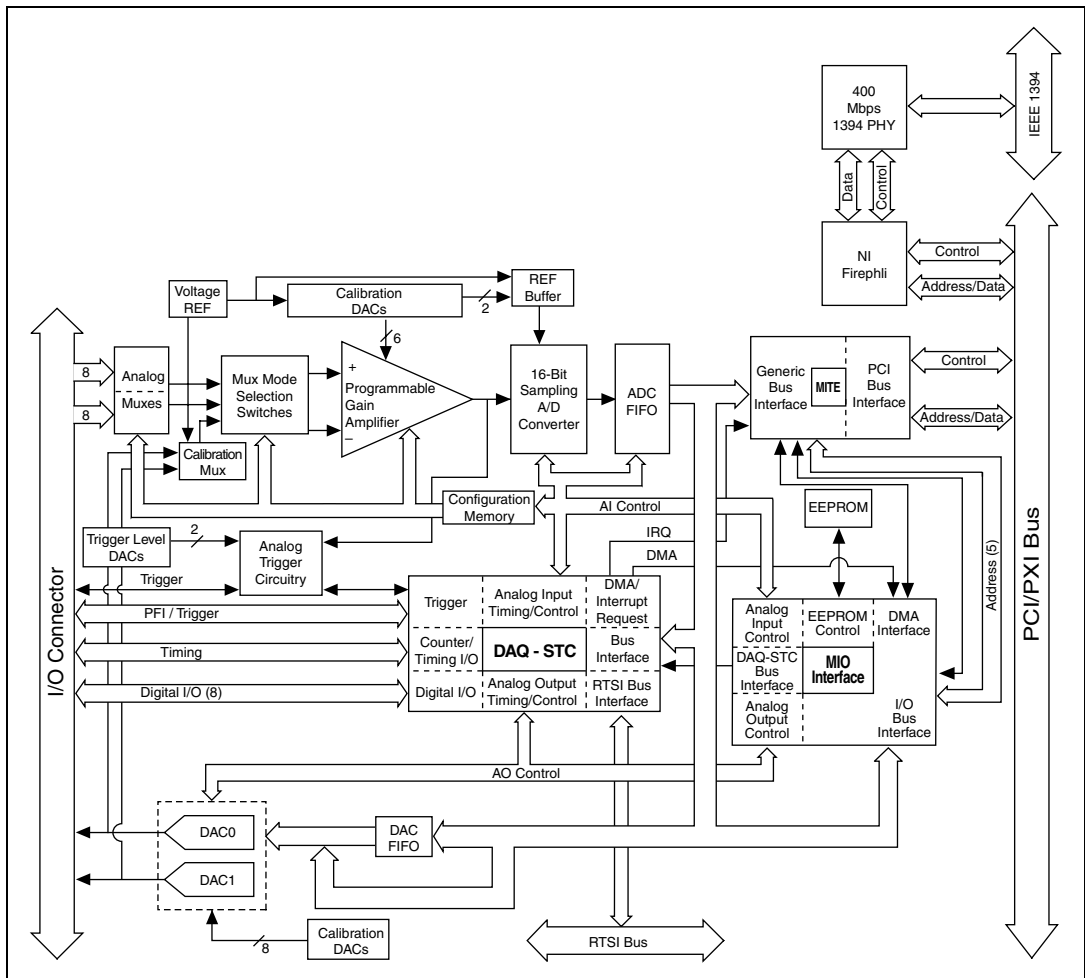 400
Mbps
1394 PHY
IEEE 1394
Data
Control
NI
Firephli
Control
Address/Data
Voltage
REF
Calibration
DACs
2
REF
Buffer
6
8
8
Analog
Muxes
Mux Mode
Selection
Switches
+
Programmable
Gain
Amplifier
–
16-Bit
Sampling
A/D
Converter
ADC
FIFO
Generic
Bus
Interface
MITE
PCI
Bus
Interface
Control
Address/Data
Calibration
Mux
Configuration
Memory
AI Control
EEPROM
IRQ
DMA
Address (5)
PCI/PXI Bus
I/O Connector
Trigger Level
DACs
2
Analog
Trigger
Circuitry
Trigger
PFI / Trigger
Timing
Digital I/O (8)
Trigger
Analog Input
Timing/Control
DMA/
Interrupt
Request
Counter/
Timing I/O
DAQ - STC
Bus
Interface
Digital I/O
Analog Output
Timing/Control
RTSI Bus
Interface
Analog
Input
Control
EEPROM
Control
DMA
Interface
DAQ-STC
Bus
Interface
MIO
Interface
Analog
Output
Control
I/O
Bus
Interface
AO Control
DAC0
DAC1
DAC
FIFO
8
Calibration
DACs
RTSI Bus